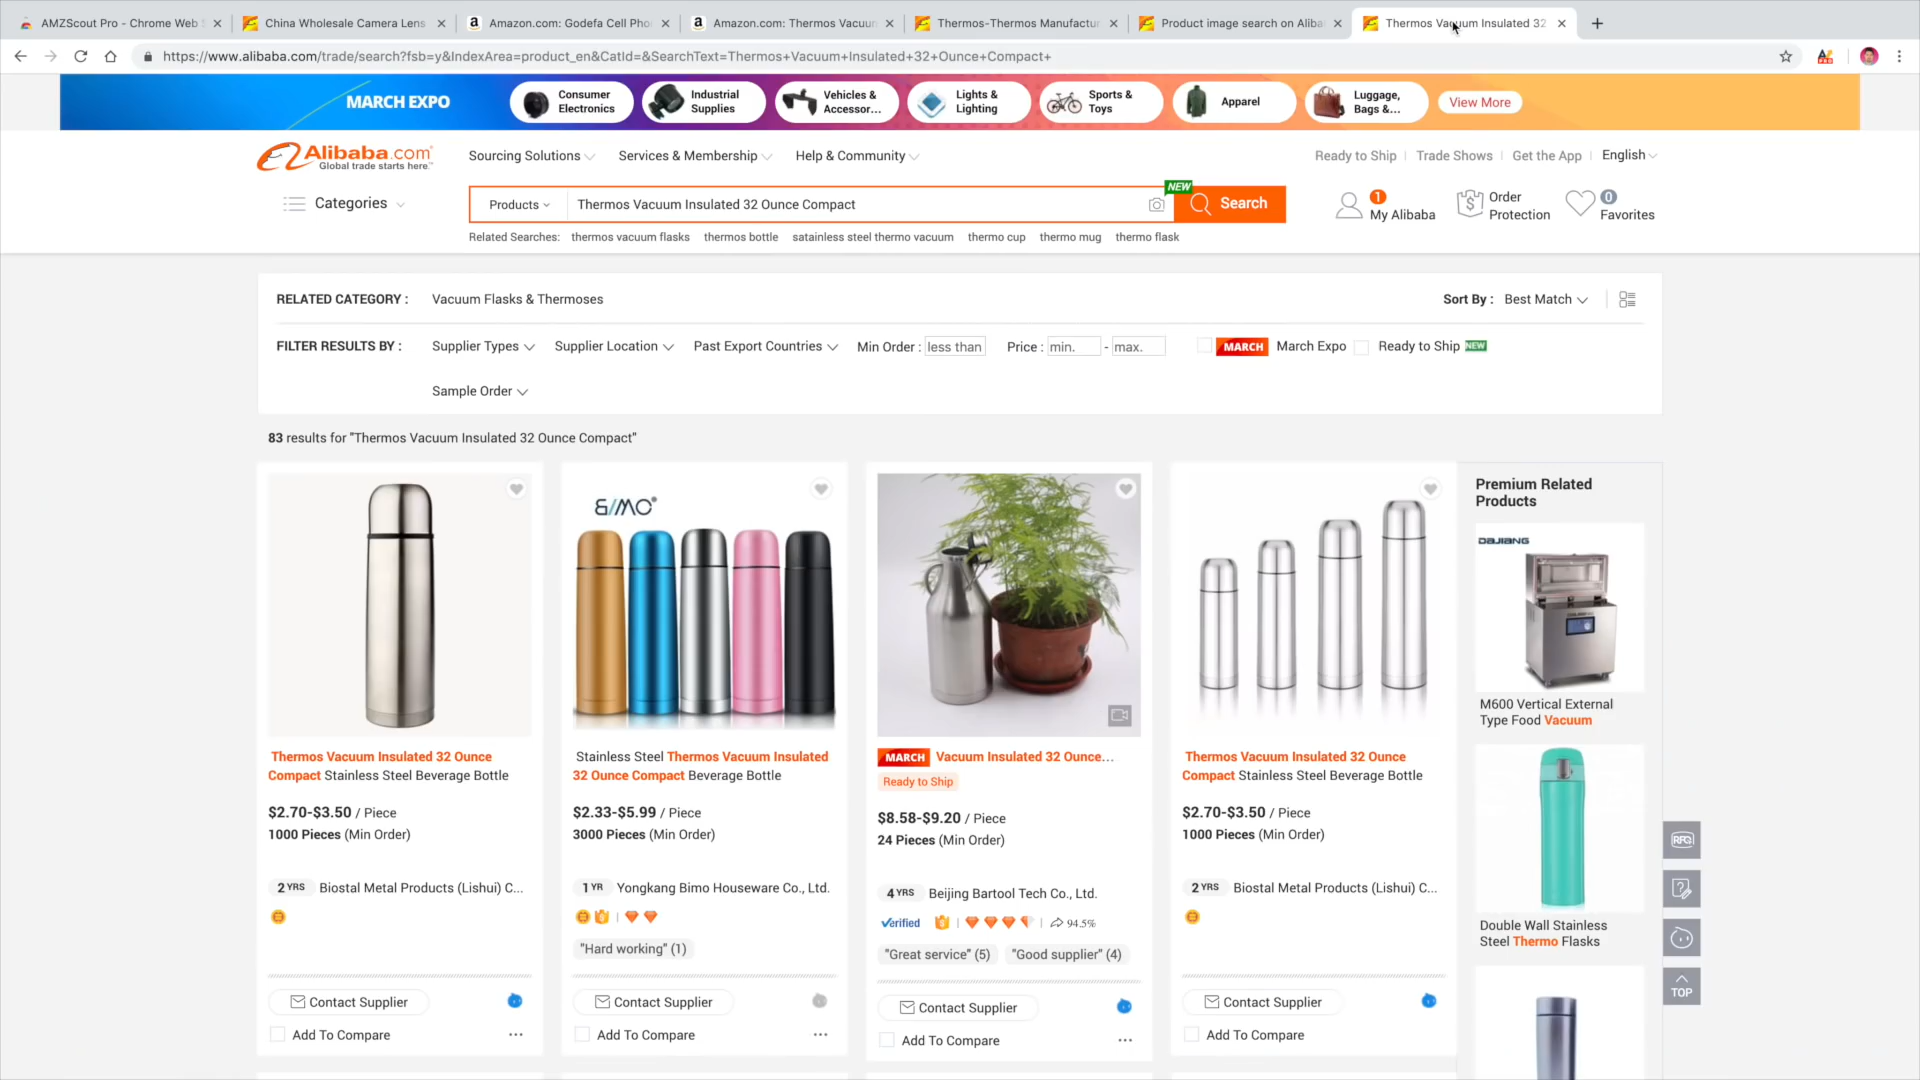 AMZScout Pro - Chrome Web S
China Wholesale Camera Lens
Amazon.com: Godefa Cell Pho
Amazon.com: Thermos Vacuum
Thermos-Thermos Manufactur
Product image search on Aliba
Thermos Vacuum Insulated 32
https://www.alibaba.com/trade/search?fsb=y&IndexArea=product_en&CatId=&SearchText=Thermos+Vacuum+Insulated+32+Ounce+Compact+
MARCH EXPO
Consumer
Electronics
Industrial
Supplies
Vehicles &
Accessor...
Lights &
Lighting
Sports &
Toys
Apparel
Luggage,
Bags &...
View More
Alibaba.com
Global trade starts here.™
Sourcing Solutions
Services & Membership
Help & Community
Ready to Ship
Trade Shows
Get the App
English
Categories
Products
Thermos Vacuum Insulated 32 Ounce Compact
NEW
Search
1
My Alibaba
Order
Protection
0
Favorites
Related Searches: thermos vacuum flasks thermos bottle satainless steel thermo vacuum thermo cup thermo mug thermo flask
RELATED CATEGORY : Vacuum Flasks & Thermoses
Sort By : Best Match
FILTER RESULTS BY : Supplier Types Supplier Location Past Export Countries Min Order : less than Price : min. - max. MARCH March Expo Ready to Ship NEW
Sample Order
83 results for "Thermos Vacuum Insulated 32 Ounce Compact"
Thermos Vacuum Insulated 32 Ounce
Compact Stainless Steel Beverage Bottle
$2.70-$3.50 / Piece
1000 Pieces (Min Order)
2 YRS Biostal Metal Products (Lishui) C...
Contact Supplier
Add To Compare
BIMO®
Stainless Steel Thermos Vacuum Insulated
32 Ounce Compact Beverage Bottle
$2.33-$5.99 / Piece
3000 Pieces (Min Order)
1 YR Yongkang Bimo Houseware Co., Ltd.
"Hard working" (1)
Contact Supplier
Add To Compare
MARCH Vacuum Insulated 32 Ounce...
Ready to Ship
$8.58-$9.20 / Piece
24 Pieces (Min Order)
4 YRS Beijing Bartool Tech Co., Ltd.
Verified 94.5%
"Great service" (5) "Good supplier" (4)
Contact Supplier
Add To Compare
Thermos Vacuum Insulated 32 Ounce
Compact Stainless Steel Beverage Bottle
$2.70-$3.50 / Piece
1000 Pieces (Min Order)
2 YRS Biostal Metal Products (Lishui) C...
Contact Supplier
Add To Compare
Premium Related
Products
DAJIANG
M600 Vertical External
Type Food Vacuum
Double Wall Stainless
Steel Thermo Flasks
RFQ
TOP